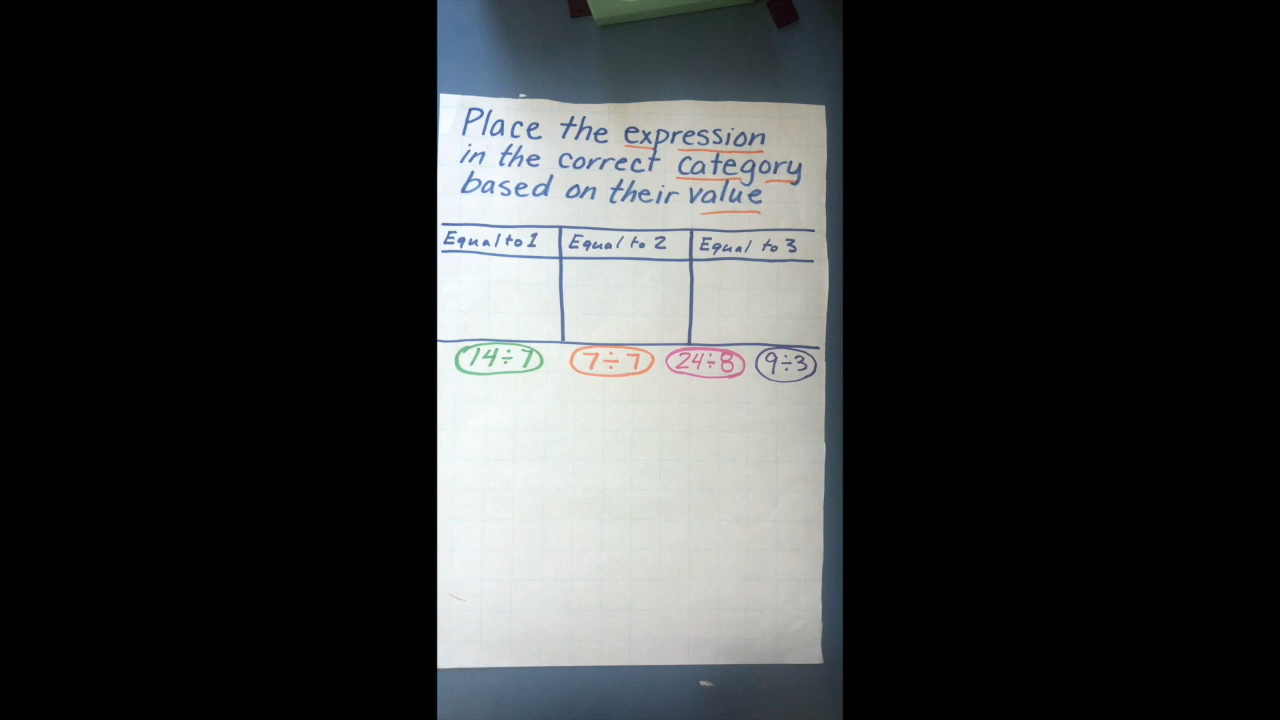 Place the expression
in the correct category
based on their value
Equal to 1 Equal to 2 Equal to 3
14÷7 7÷7 24÷8 9÷3